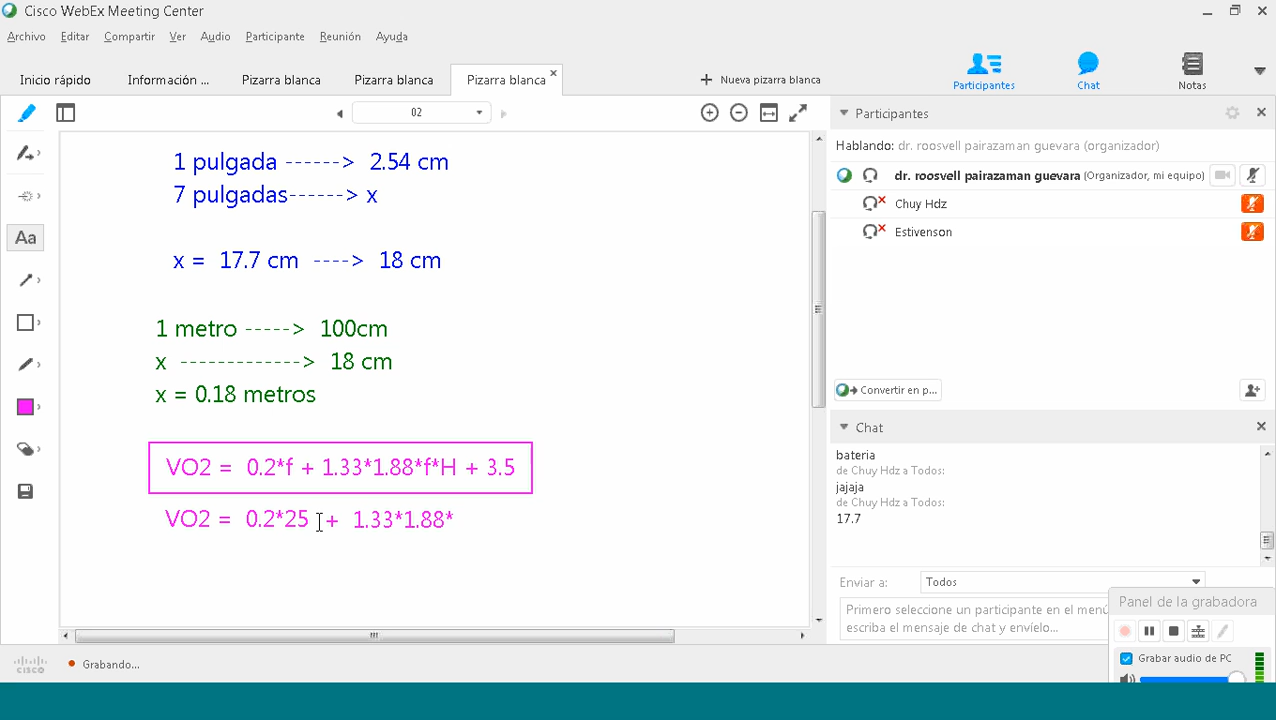 Cisco WebEx Meeting Center
Archivo Editar Compartir Ver Audio Participante Reunión Ayuda
Inicio rápido Información ... Pizarra blanca Pizarra blanca Pizarra blanca Nueva pizarra blanca
Participantes Chat Notas
02
1 pulgada ------> 2.54 cm
7 pulgadas------> x
x = 17.7 cm ----> 18 cm
1 metro -----> 100cm
x -------------> 18 cm
x = 0.18 metros
VO2 = 0.2*f + 1.33*1.88*f*H + 3.5
VO2 = 0.2*25 + 1.33*1.88*
Aa
Participantes
Hablando: dr. roosvell pairazaman guevara (organizador)
dr. roosvell pairazaman guevara (Organizador, mi equipo)
Chuy Hdz
Estivenson
Convertir en p...
Chat
bateria
de Chuy Hdz a Todos:
jajaja
de Chuy Hdz a Todos:
17.7
Enviar a: Todos
Primero seleccione un participante en el menú
escriba el mensaje de chat y envíelo...
Panel de la grabadora
Grabar audio de PC
cisco
Grabando...